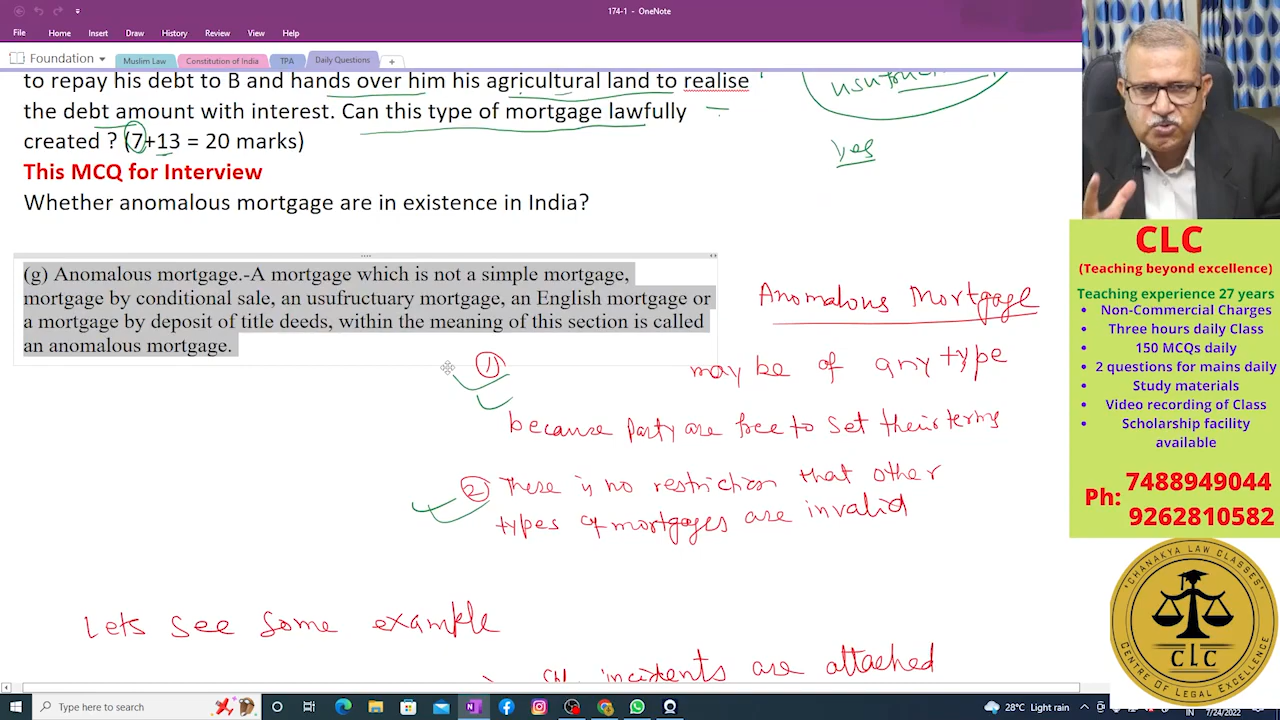 174-1 - OneNote
File Home Insert Draw History Review View Help
Foundation Muslim Law Constitution of India TPA Daily Questions +
to repay his debt to B and hands over him his agricultural land to realise
the debt amount with interest. Can this type of mortgage lawfully
created ? (7+13 = 20 marks)
yes
This MCQ for Interview
Whether anomalous mortgage are in existence in India?
(g) Anomalous mortgage.-A mortgage which is not a simple mortgage,
mortgage by conditional sale, an usufructuary mortgage, an English mortgage or
a mortgage by deposit of title deeds, within the meaning of this section is called
an anomalous mortgage.
Anomalous Mortgage
1 may be of any type
because Party are free to set their terms
2 There is no restriction that other
types of mortgages are invalid
Lets see some example
incidents are attached
CLC
(Teaching beyond excellence)
Teaching experience 27 years
• Non-Commercial Charges
• Three hours daily Class
• 150 MCQs daily
• 2 questions for mains daily
• Study materials
• Video recording of Class
• Scholarship facility
available
Ph: 7488949044
9262810582
"CHANAKYA LAW CLASSES"
CLC
CENTRE OF LEGAL EXCELLENCE
Type here to search
28°C Light rain
IN
7/24/2022